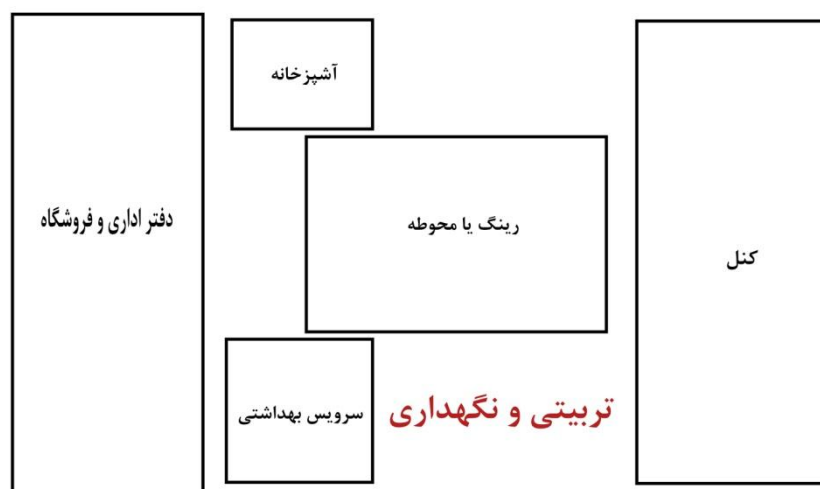 آشپزخانه
دفتر اداری و فروشگاه
رینگ یا محوطه
کنل
سرویس بهداشتی
تربیتی و نگهداری